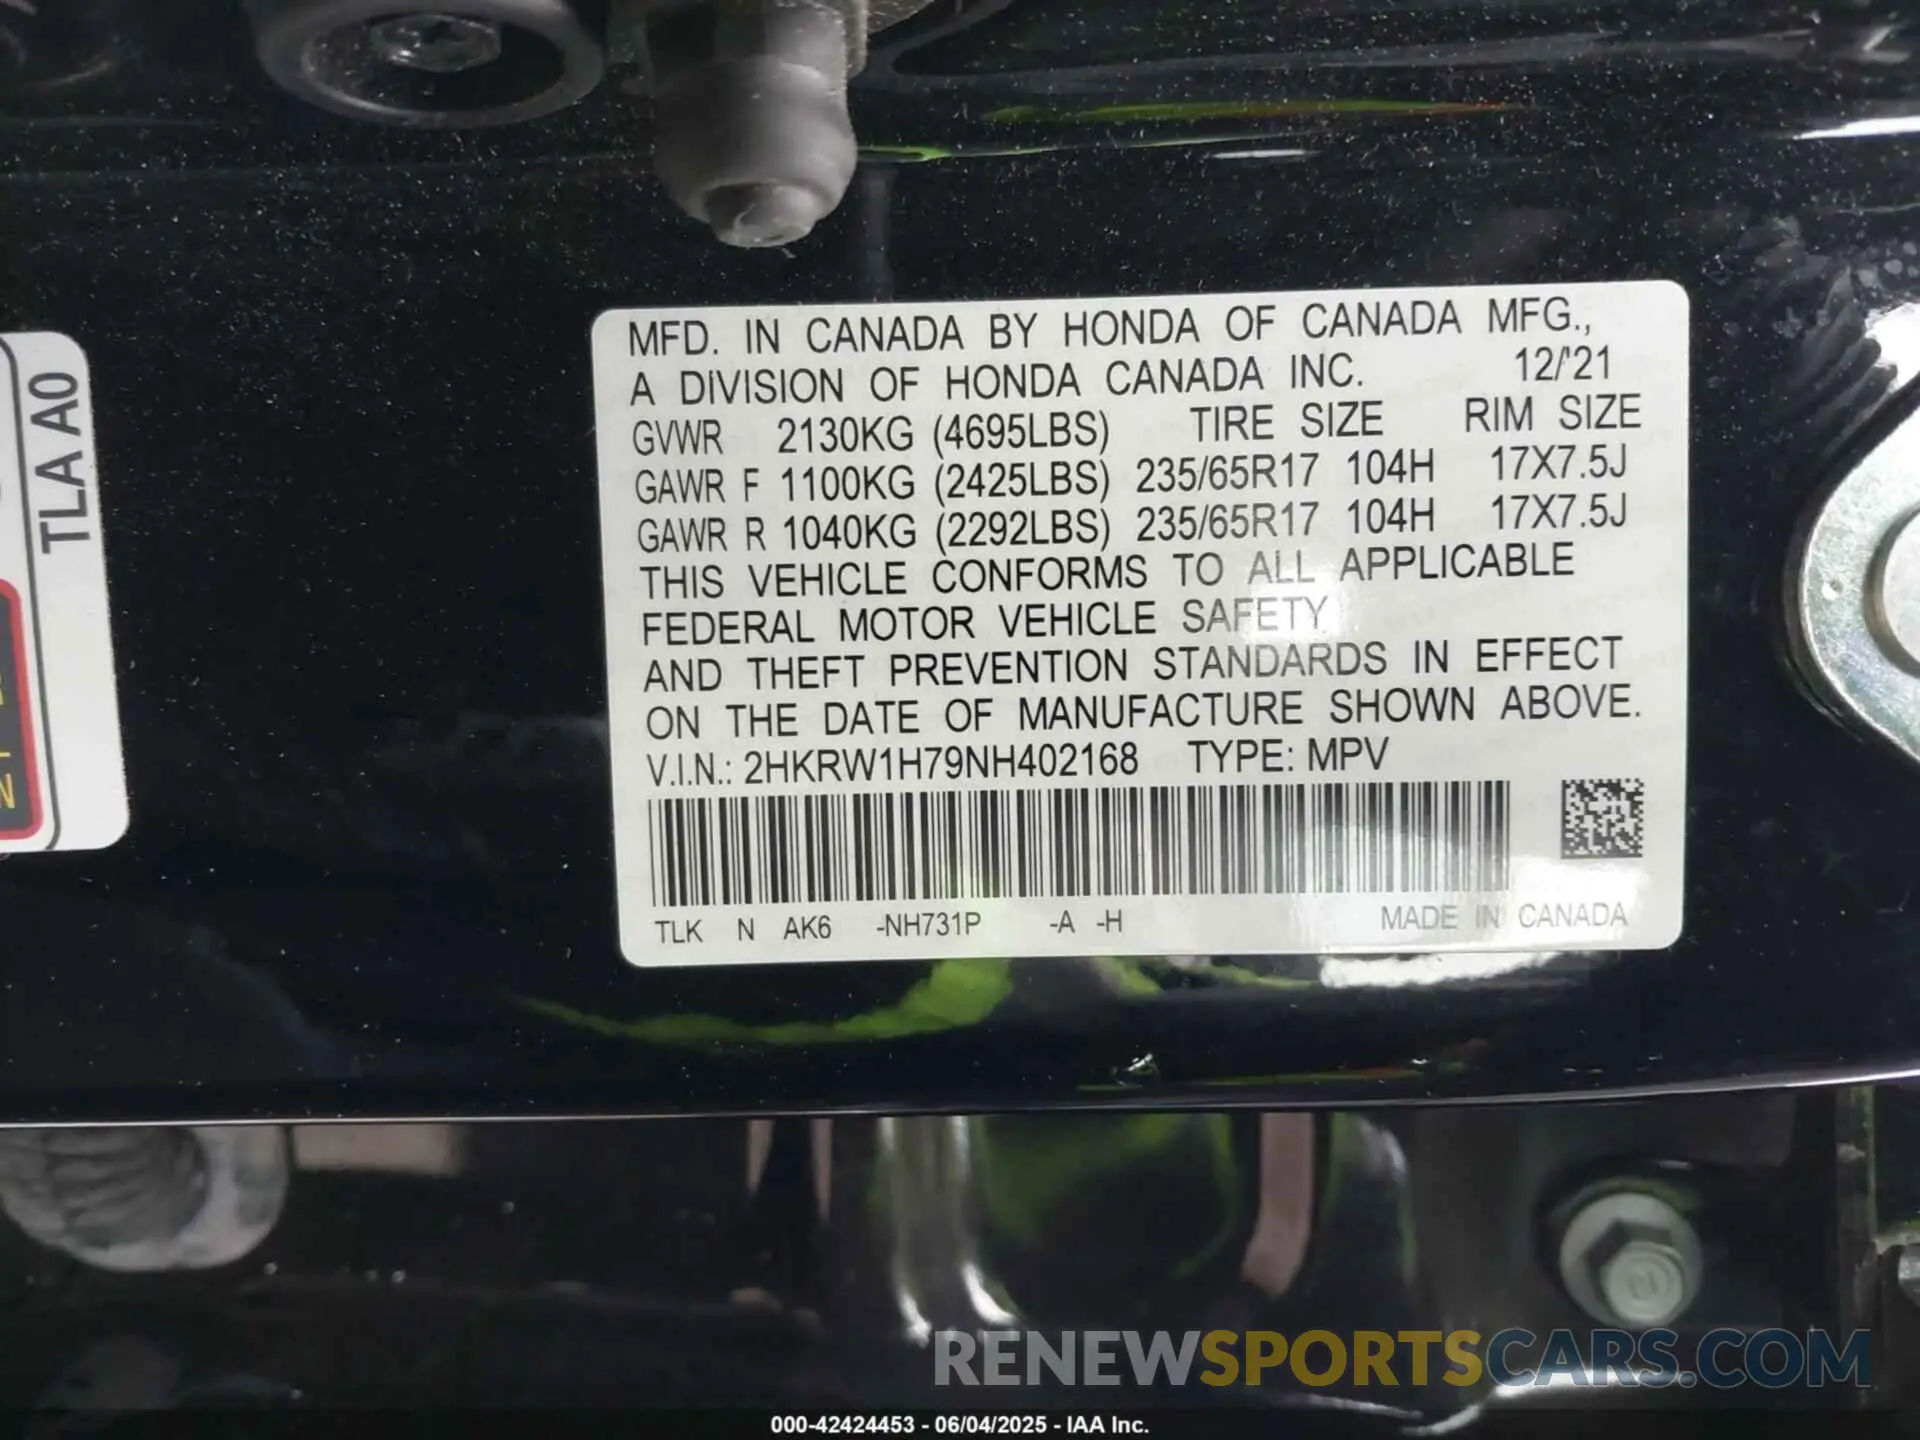 MFD. IN CANADA BY HONDA OF CANADA MFG.,
A DIVISION OF HONDA CANADA INC. 12/'21
GVWR 2130KG (4695LBS) TIRE SIZE RIM SIZE
GAWR F 1100KG (2425LBS) 235/65R17 104H 17X7.5J
GAWR R 1040KG (2292LBS) 235/65R17 104H 17X7.5J
THIS VEHICLE CONFORMS TO ALL APPLICABLE
FEDERAL MOTOR VEHICLE SAFETY
AND THEFT PREVENTION STANDARDS IN EFFECT
ON THE DATE OF MANUFACTURE SHOWN ABOVE.
V.I.N.: 2HKRW1H79NH402168 TYPE: MPV
TLK N AK6 -NH731P -A -H MADE IN CANADA
TLA A0
RENEWSPORTSCARS.COM
000-42424453 - 06/04/2025 - IAA Inc.